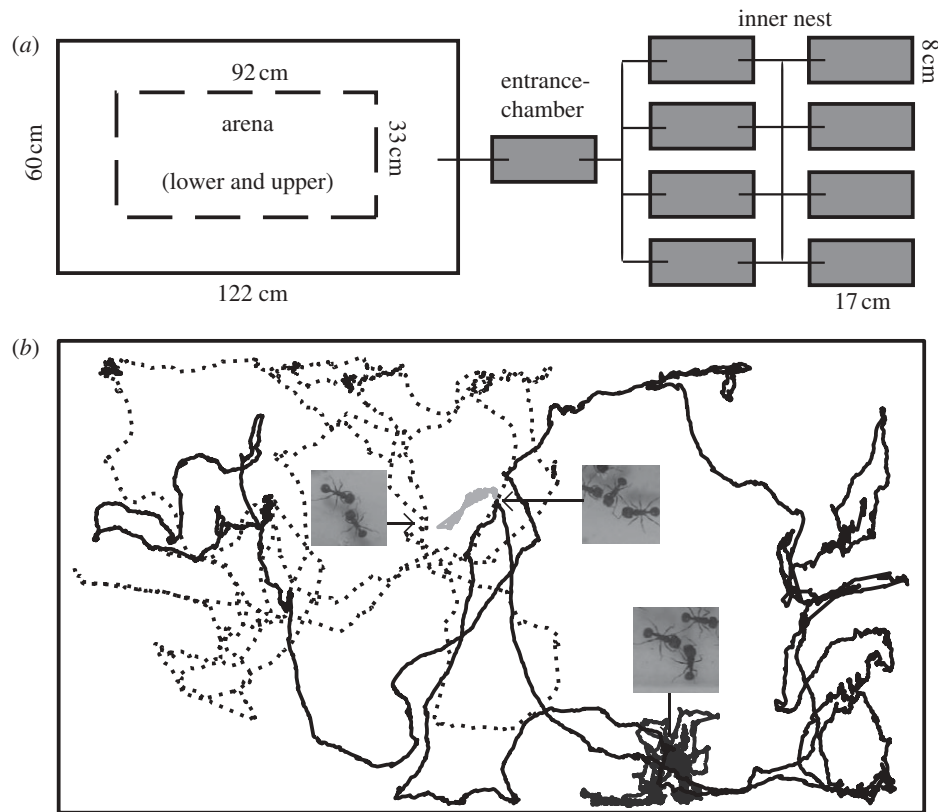 (a)
inner nest
92 cm
entrance-
chamber
8 cm
arena
33 cm
60 cm
(lower and upper)
122 cm
17 cm
(b)